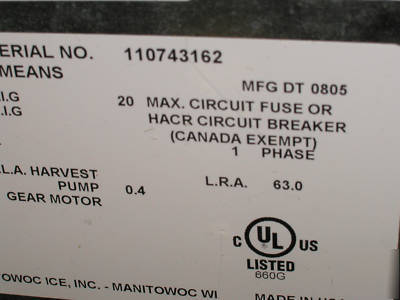 ERIAL NO. 110743162
MEANS
MFG DT 0805
I.G 20 MAX. CIRCUIT FUSE OR
.I.G HACR CIRCUIT BREAKER
(CANADA EXEMPT)
1 PHASE
.L.A. HARVEST L.R.A. 63.0
PUMP 0.4
GEAR MOTOR
C UL US
LISTED
660G
OWOC ICE, INC. - MANITOWOC WI MADE IN U.S.